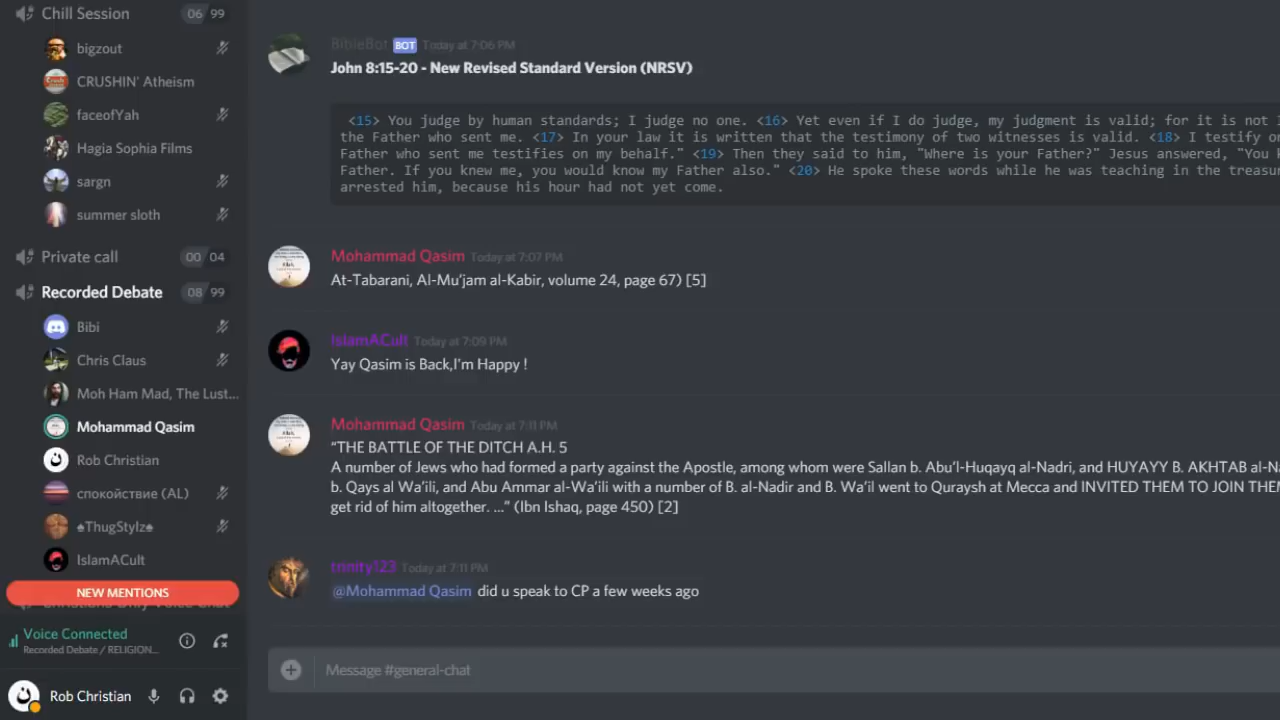 Chill Session 06 99
bigzout
CRUSHIN' Atheism
faceofYah
Hagia Sophia Films
sargn
summer sloth
Private call 00 04
Recorded Debate 08 99
Bibi
Chris Claus
Moh Ham Mad, The Lust...
Mohammad Qasim
Rob Christian
спокойствие (AL)
♠ThugStylz♠
IslamACult
NEW MENTIONS
Christians Only Voice Chat
Voice Connected
Recorded Debate / RELIGION...
Rob Christian
BibleBot BOT Today at 7:06 PM
John 8:15-20 - New Revised Standard Version (NRSV)
<15> You judge by human standards; I judge no one. <16> Yet even if I do judge, my judgment is valid; for it is not I
the Father who sent me. <17> In your law it is written that the testimony of two witnesses is valid. <18> I testify o
Father who sent me testifies on my behalf." <19> Then they said to him, "Where is your Father?" Jesus answered, "You k
Father. If you knew me, you would know my Father also." <20> He spoke these words while he was teaching in the treasu
arrested him, because his hour had not yet come.
Mohammad Qasim Today at 7:07 PM
At-Tabarani, Al-Mu'jam al-Kabir, volume 24, page 67) [5]
IslamACult Today at 7:09 PM
Yay Qasim is Back,I'm Happy !
Mohammad Qasim Today at 7:11 PM
“THE BATTLE OF THE DITCH A.H. 5
A number of Jews who had formed a party against the Apostle, among whom were Sallan b. Abu'l-Huqayq al-Nadri, and HUYAYY B. AKHTAB al-Na
b. Qays al Wa'ili, and Abu Ammar al-Wa'ili with a number of B. al-Nadir and B. Wa'il went to Quraysh at Mecca and INVITED THEM TO JOIN THEM
get rid of him altogether. ...” (Ibn Ishaq, page 450) [2]
trinity123 Today at 7:11 PM
@Mohammad Qasim did u speak to CP a few weeks ago
Message #general-chat